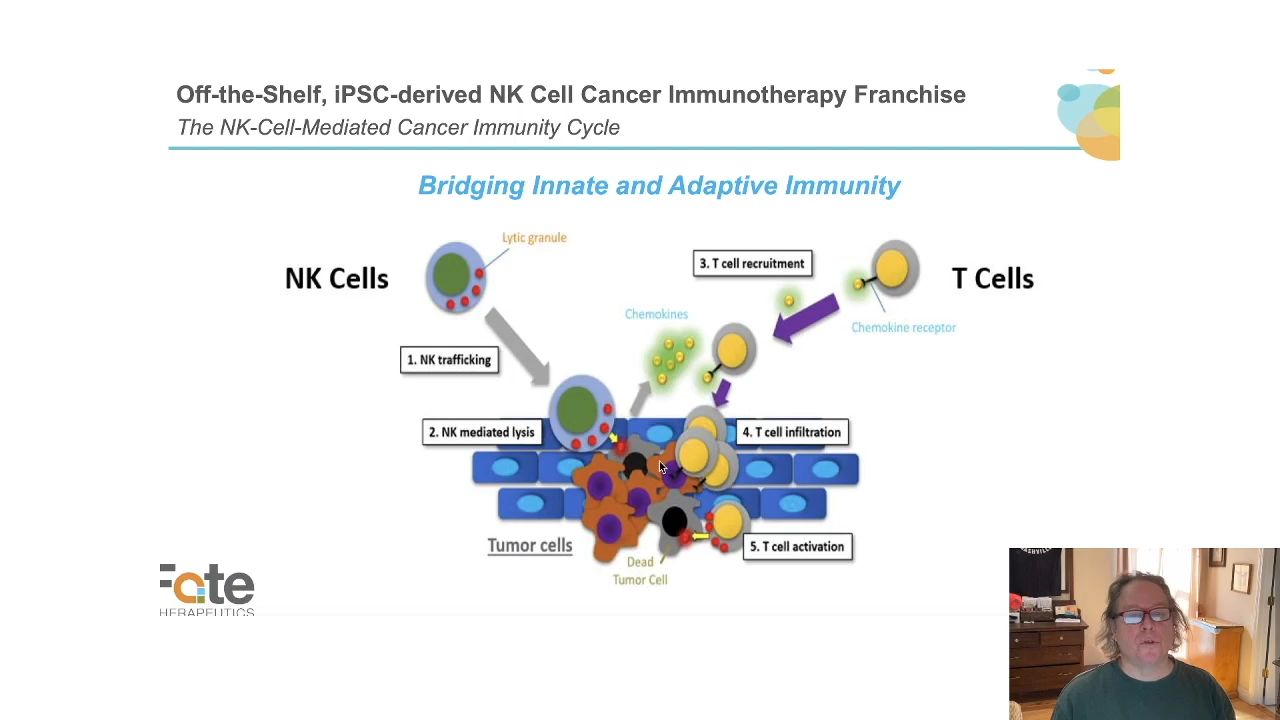 Off-the-Shelf, iPSC-derived NK Cell Cancer Immunotherapy Franchise
The NK-Cell-Mediated Cancer Immunity Cycle
Bridging Innate and Adaptive Immunity
Lytic granule
NK Cells
3. T cell recruitment
T Cells
Chemokines
Chemokine receptor
1. NK trafficking
2. NK mediated lysis
4. T cell infiltration
Tumor cells
5. T cell activation
Dead
Tumor Cell
Fate
HERAPEUTICS
NASHVILLE